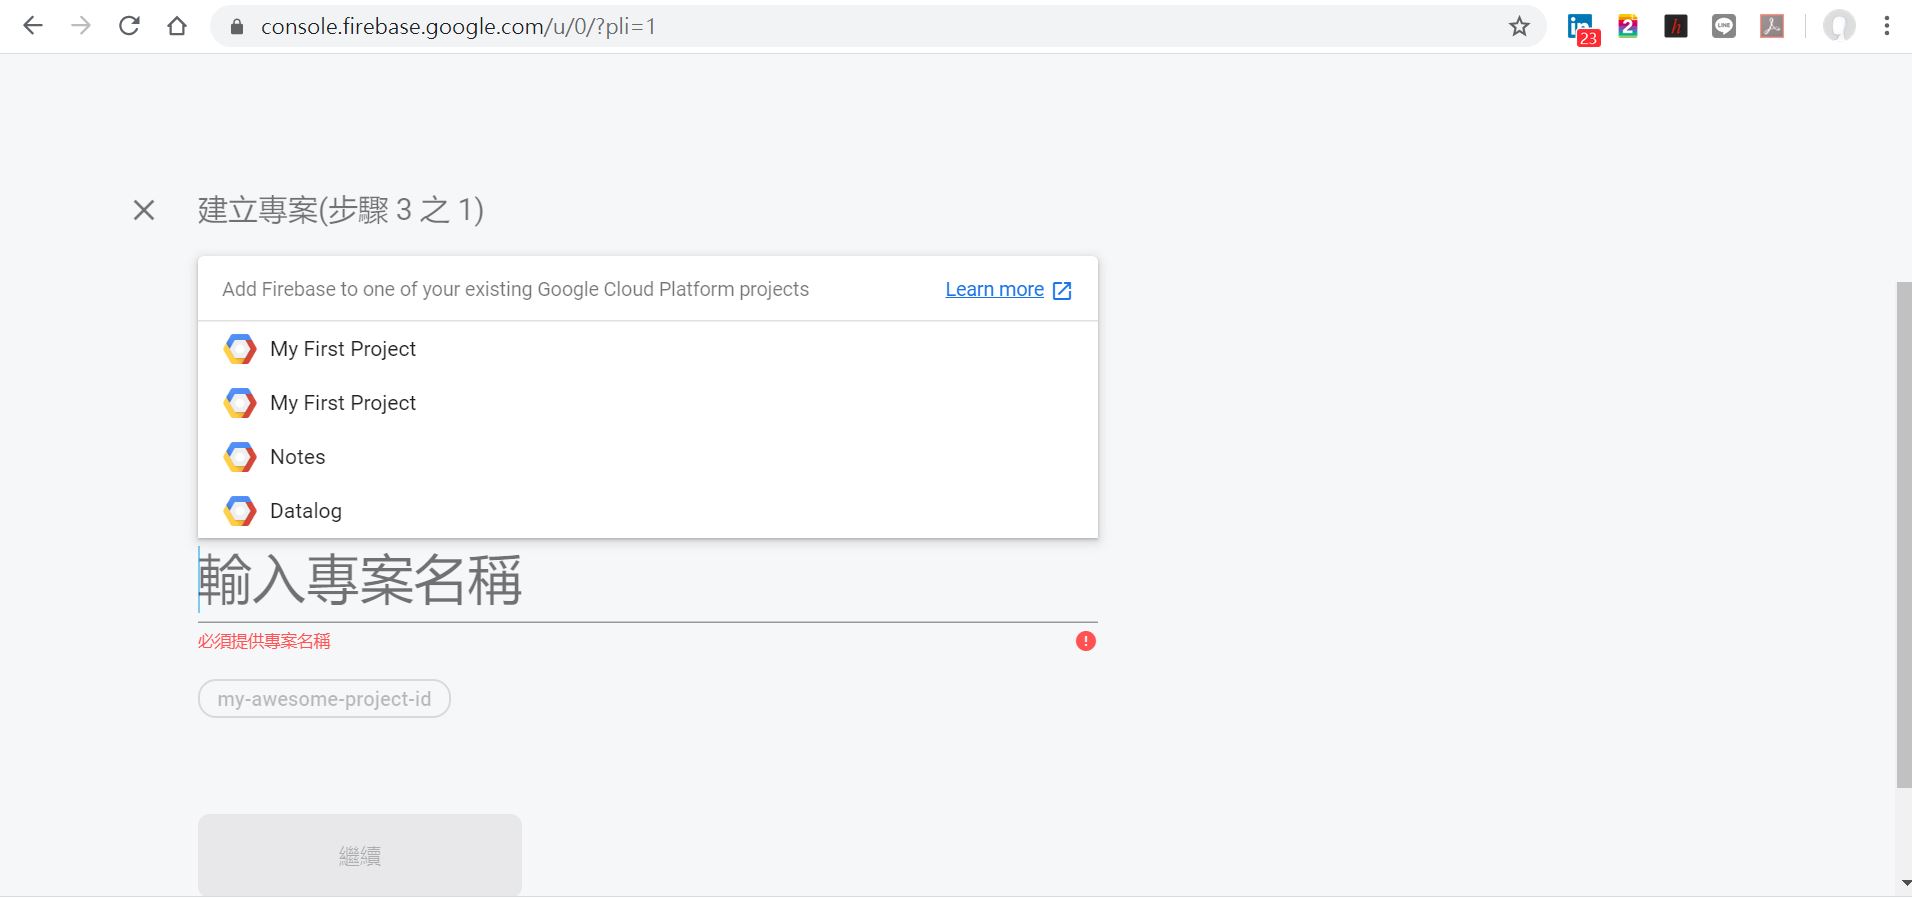 console.firebase.google.com/u/0/?pli=1
23
2
h
LINE
建立專案(步驟 3 之 1)
Add Firebase to one of your existing Google Cloud Platform projects
Learn more
My First Project
My First Project
Notes
Datalog
輸入專案名稱
必須提供專案名稱
my-awesome-project-id
繼續